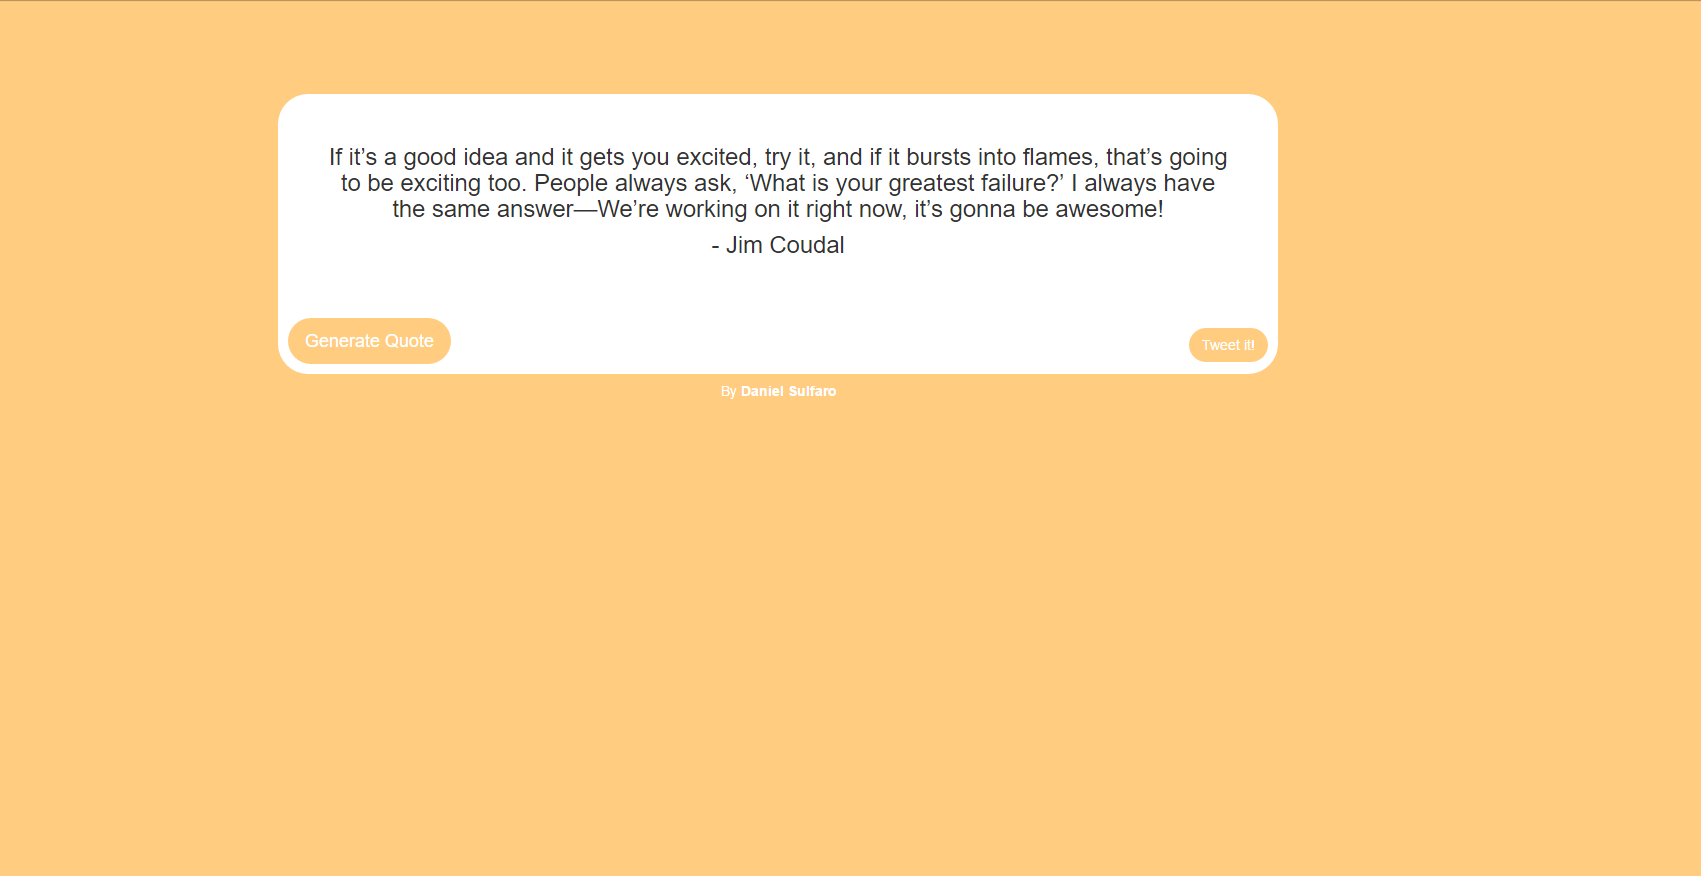 If it’s a good idea and it gets you excited, try it, and if it bursts into flames, that’s going
to be exciting too. People always ask, ‘What is your greatest failure?’ I always have
the same answer—We’re working on it right now, it’s gonna be awesome!
- Jim Coudal
Generate Quote
Tweet it!
By Daniel Sulfaro